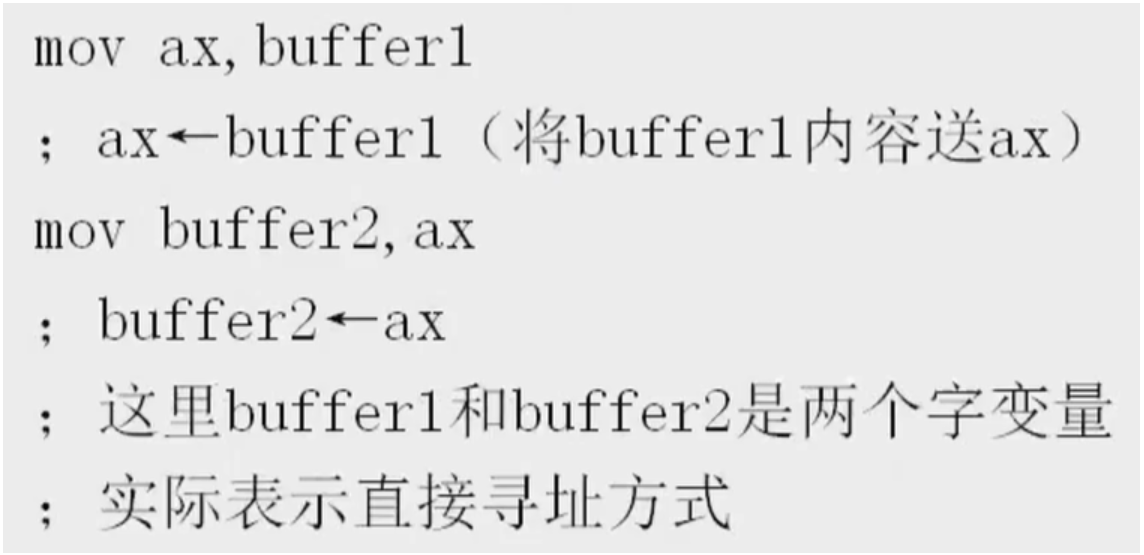 mov ax,buffer1
； ax←buffer1（将buffer1内容送ax）
mov buffer2,ax
； buffer2←ax
； 这里buffer1和buffer2是两个字变量
； 实际表示直接寻址方式